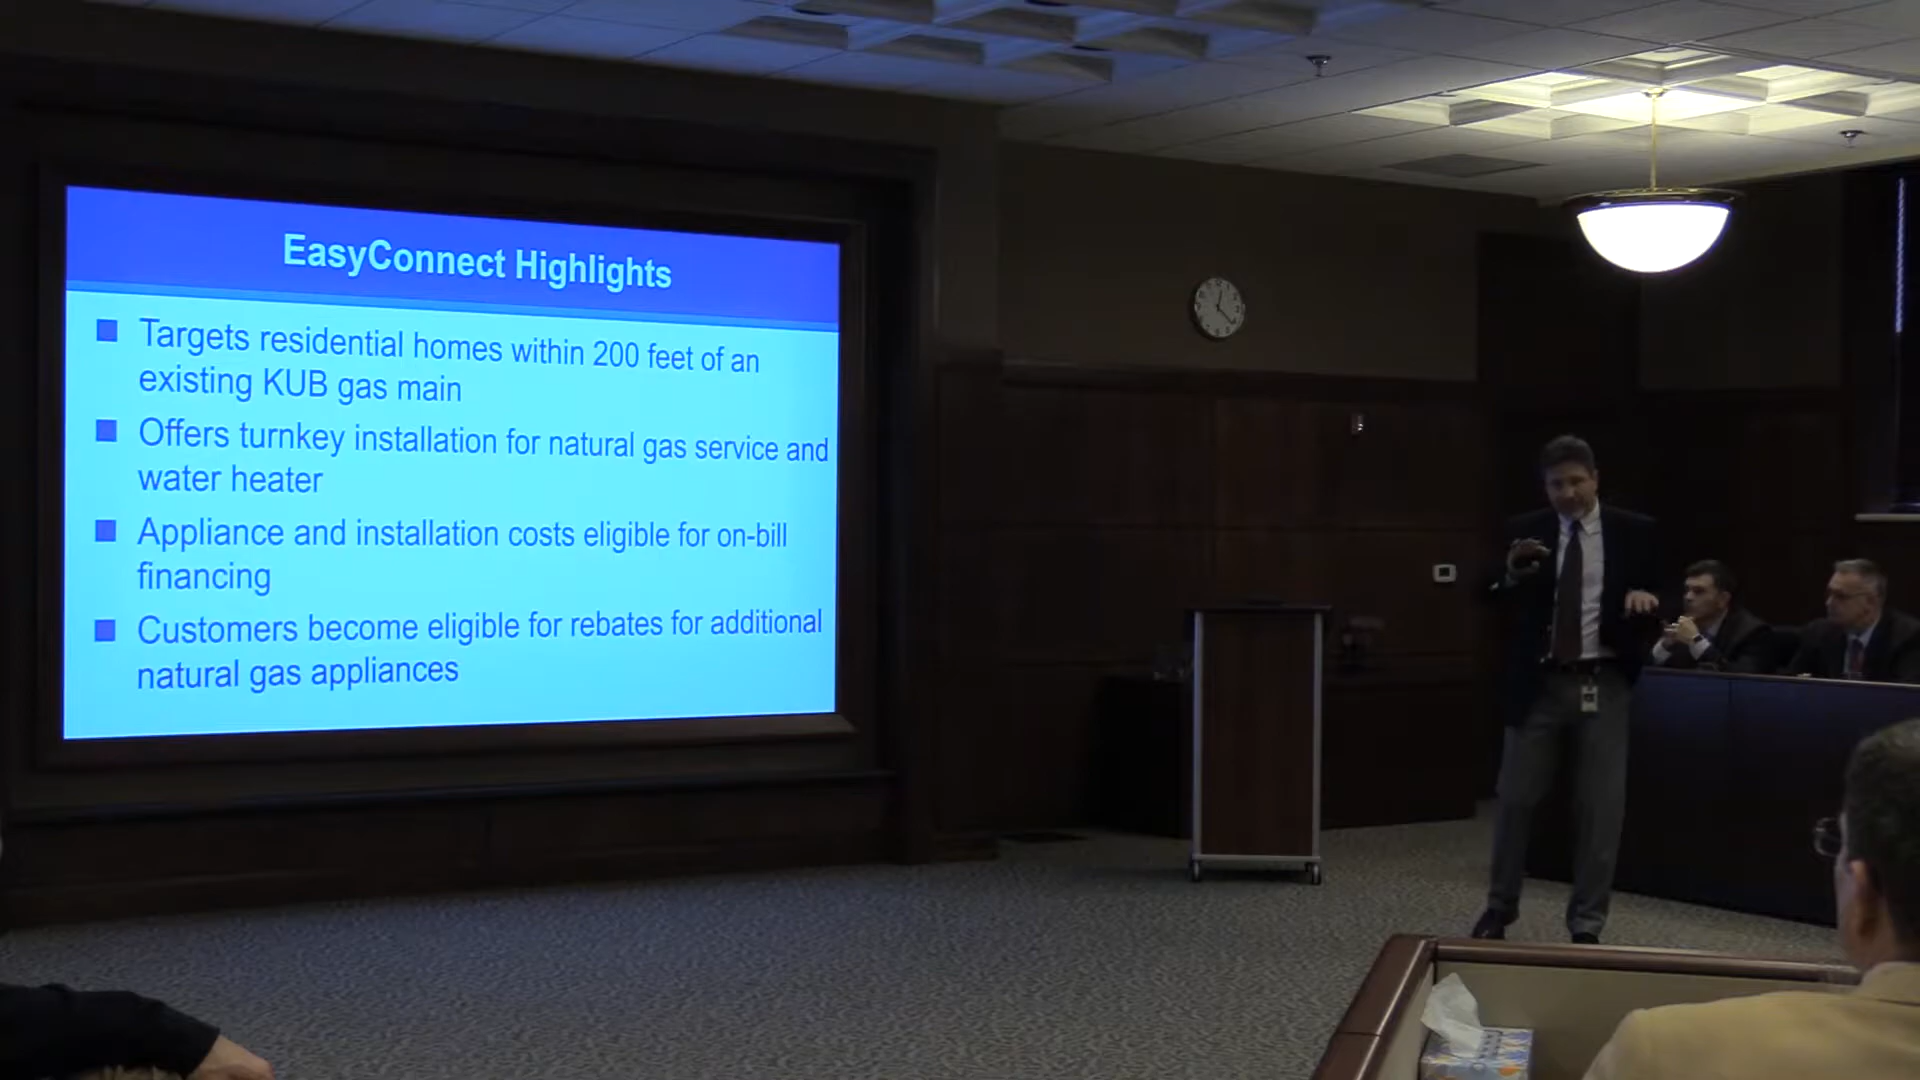 EasyConnect Highlights
Targets residential homes within 200 feet of an
existing KUB gas main
Offers turnkey installation for natural gas service and
water heater
Appliance and installation costs eligible for on-bill
financing
Customers become eligible for rebates for additional
natural gas appliances